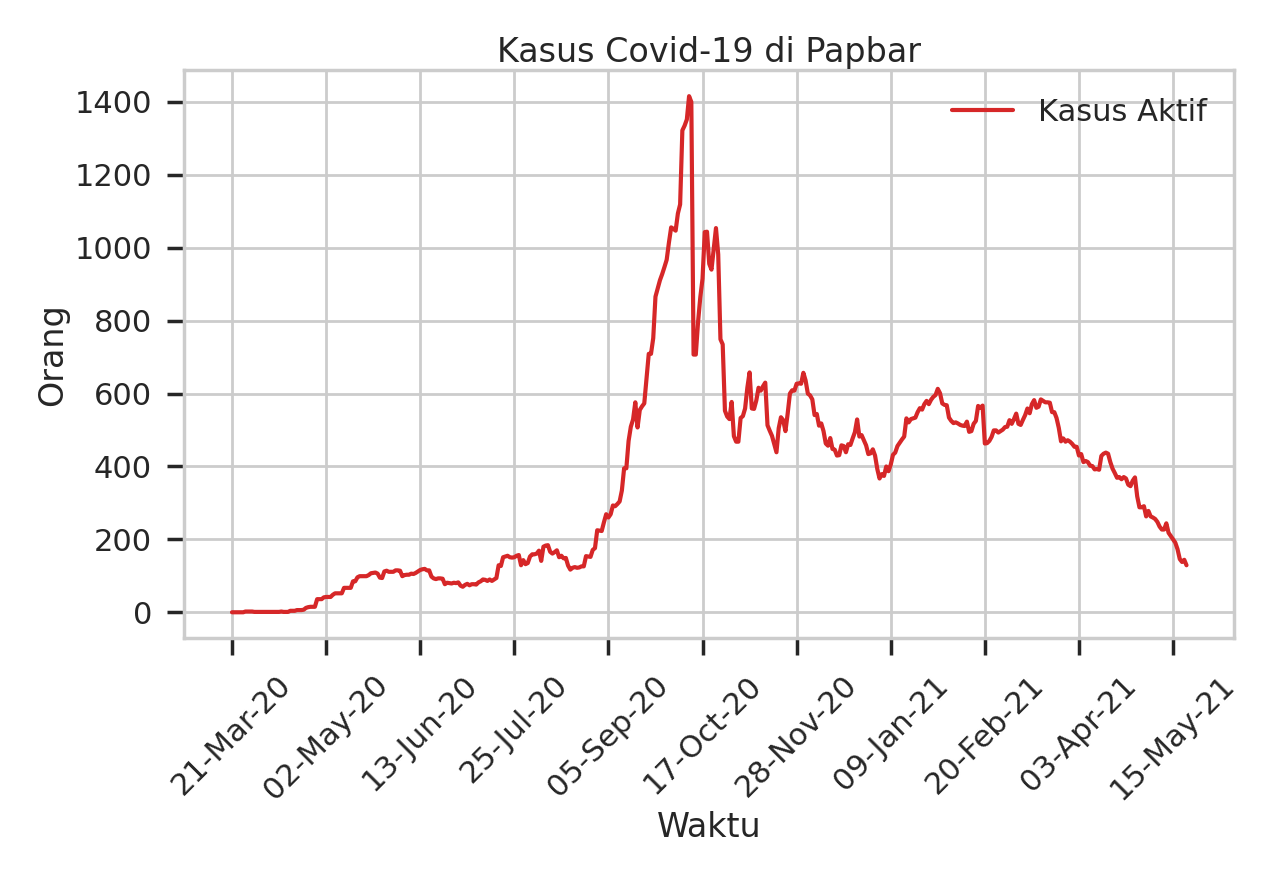 Kasus Covid-19 di Papbar
Kasus Aktif
1400
1200
1000
800
600
400
200
0
Orang
21-Mar-20
02-May-20
13-Jun-20
25-Jul-20
05-Sep-20
17-Oct-20
28-Nov-20
09-Jan-21
20-Feb-21
03-Apr-21
15-May-21
Waktu